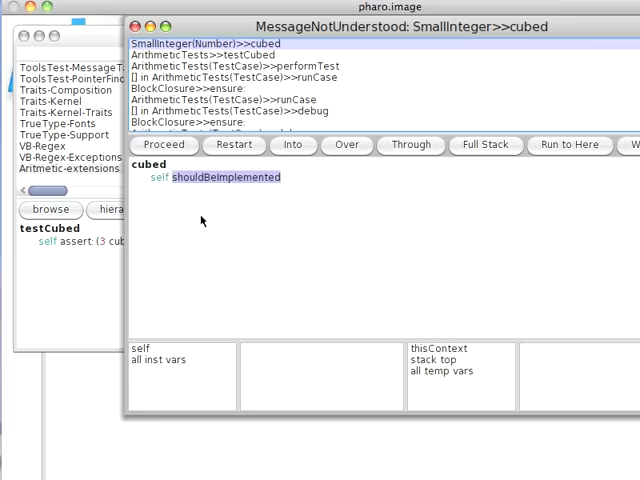 pharo.image
MessageNotUnderstood: SmallInteger>>cubed
SmallInteger(Number)>>cubed
ArithmeticTests>>testCubed
ArithmeticTests(TestCase)>>performTest
[] in ArithmeticTests(TestCase)>>runCase
BlockClosure>>ensure:
ArithmeticTests(TestCase)>>runCase
[] in ArithmeticTests(TestCase)>>debug
BlockClosure>>ensure:
Proceed Restart Into Over Through Full Stack Run to Here W
cubed
self shouldBeImplemented
self
all inst vars
thisContext
stack top
all temp vars
ToolsTest-MessageT
ToolsTest-PointerFind
Traits-Composition
Traits-Kernel
Traits-Kernel-Traits
TrueType-Fonts
TrueType-Support
VB-Regex
VB-Regex-Exceptions
Aritmetic-extensions
browse hiera
testCubed
self assert: (3 cub